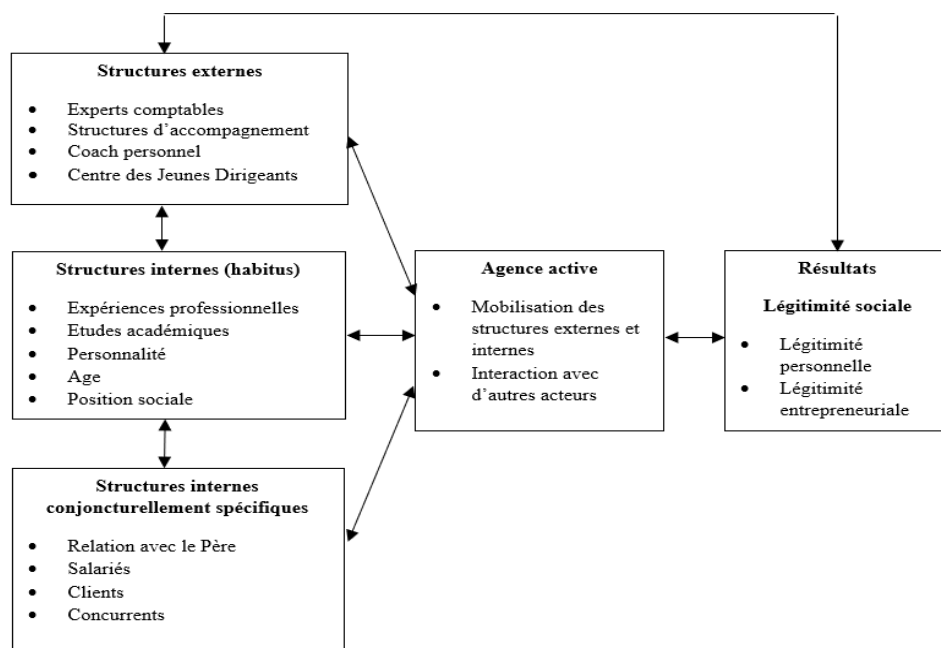 Structures externes
• Experts comptables
• Structures d’accompagnement
• Coach personnel
• Centre des Jeunes Dirigeants
Structures internes (habitus)
• Expériences professionnelles
• Etudes académiques
• Personnalité
• Age
• Position sociale
Structures internes
conjoncturellement spécifiques
• Relation avec le Père
• Salariés
• Clients
• Concurrents
Agence active
• Mobilisation des
structures externes et
internes
• Interaction avec
d’autres acteurs
Résultats
Légitimité sociale
• Légitimité
personnelle
• Légitimité
entrepreneuriale